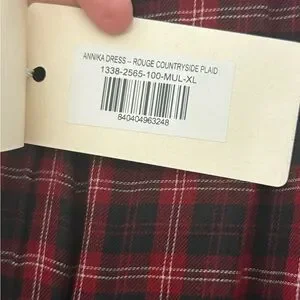 ANNIKA DRESS – ROUGE COUNTRYSIDE PLAID
1338-2565-100-MUL-XL
840404963248